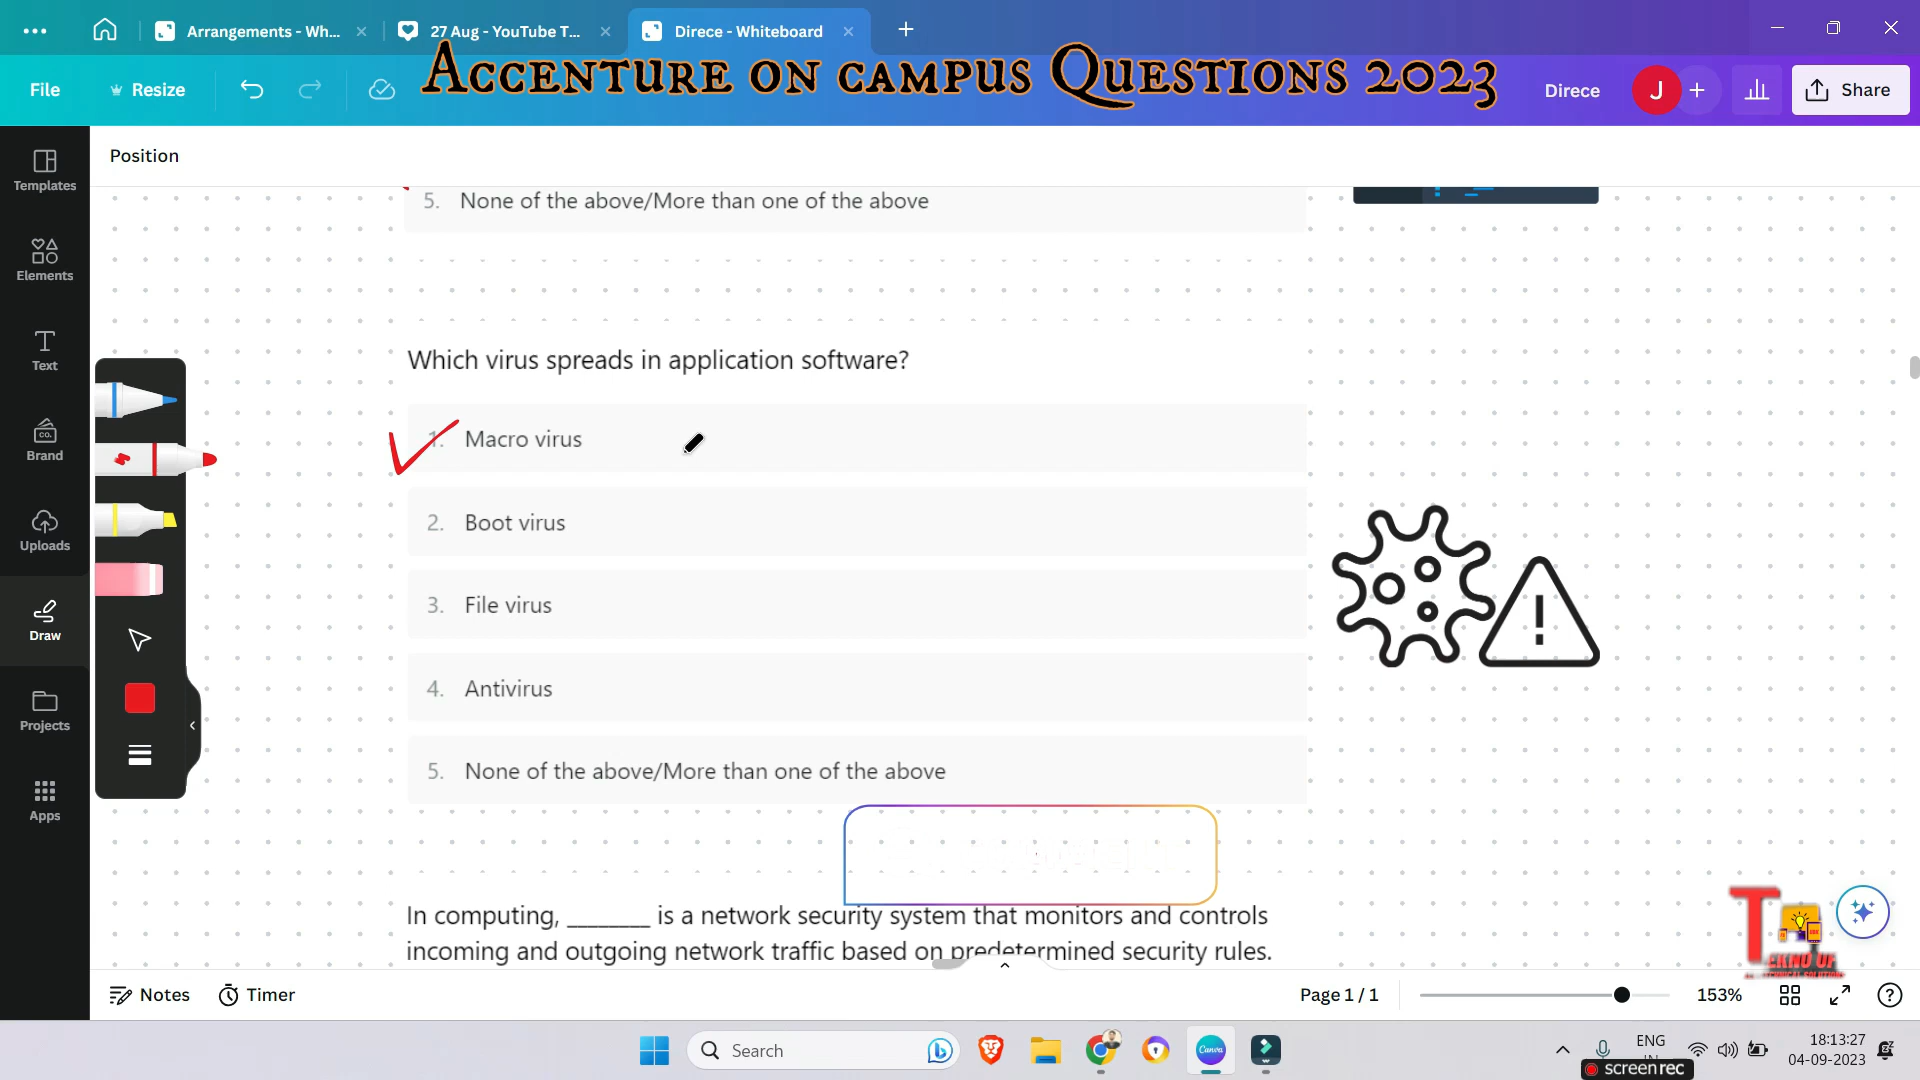 Arrangements - Wh...
27 Aug - YouTube T...
Direce - Whiteboard
ACCENTURE ON CAMPUS QUESTIONS 2023
File
Resize
Direce
J
Share
Position
Templates
Elements
Text
Brand
Uploads
Draw
Projects
Apps
5. None of the above/More than one of the above
Which virus spreads in application software?
1. Macro virus
2. Boot virus
3. File virus
4. Antivirus
5. None of the above/More than one of the above
In computing, ________ is a network security system that monitors and controls
incoming and outgoing network traffic based on predetermined security rules.
Notes
Timer
Page 1 / 1
153%
Search
Canva
ENG
IN
18:13:27
04-09-2023
screenrec